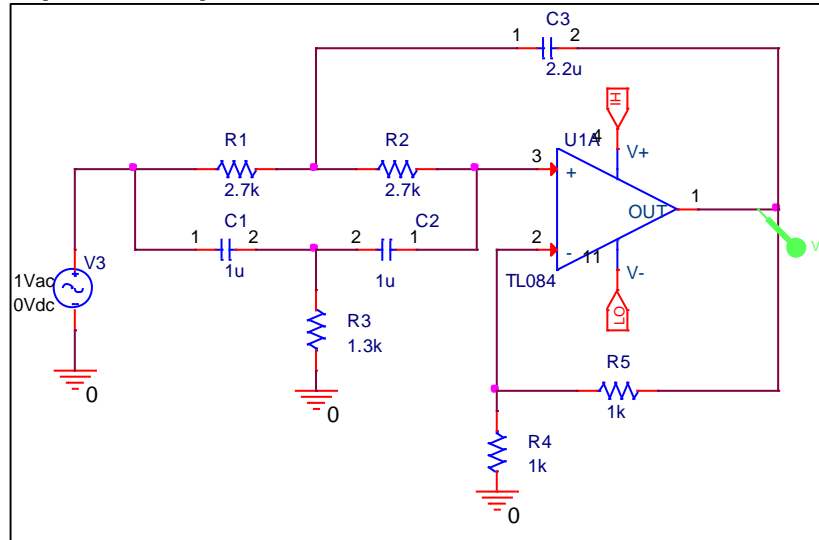 C3
1 2
2.2u
HI
R1
R2
U1A
4
V+
3
+
2.7k
2.7k
C1
C2
OUT
1
1 2
2 1
2
-
11
V3
1u
1u
TL084
V-
1Vac
0Vdc
R3
LO
1.3k
R5
0
0
1k
R4
1k
0
V